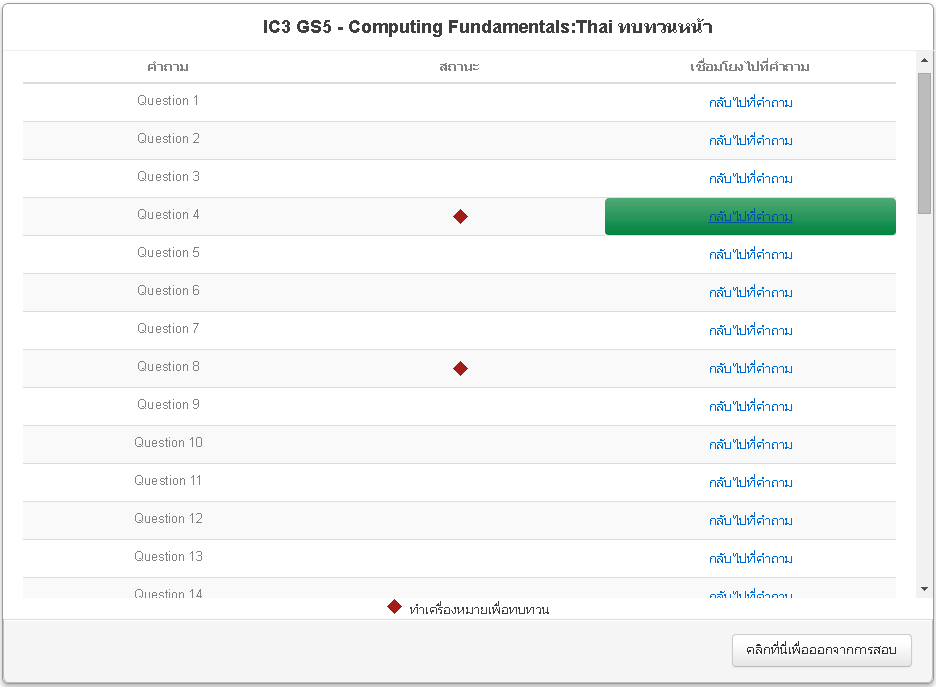 IC3 GS5 - Computing Fundamentals:Thai ทบทวนหน้า
คำถาม สถานะ เชื่อมโยงไปที่คำถาม
Question 1 กลับไปที่คำถาม
Question 2 กลับไปที่คำถาม
Question 3 กลับไปที่คำถาม
Question 4 กลับไปที่คำถาม
Question 5 กลับไปที่คำถาม
Question 6 กลับไปที่คำถาม
Question 7 กลับไปที่คำถาม
Question 8 กลับไปที่คำถาม
Question 9 กลับไปที่คำถาม
Question 10 กลับไปที่คำถาม
Question 11 กลับไปที่คำถาม
Question 12 กลับไปที่คำถาม
Question 13 กลับไปที่คำถาม
Question 14 กลับไปที่คำถาม
ทำเครื่องหมายเพื่อทบทวน
คลิกที่นี่เพื่อออกจากการสอบ